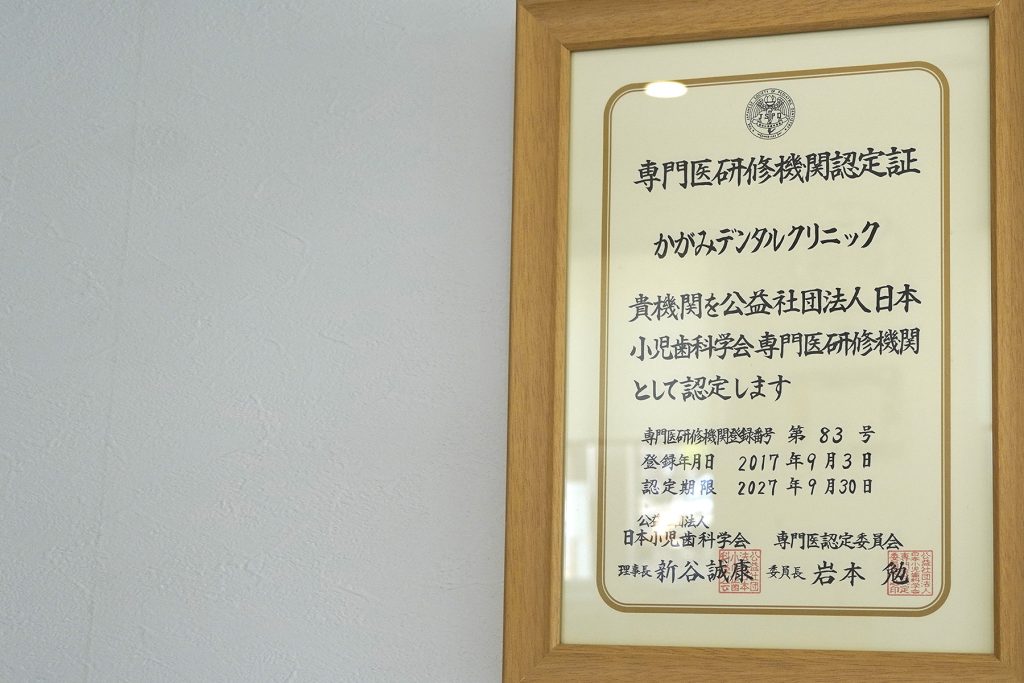 専門医研修機関認定証
かがみデンタルクリニック
貴機関を公益社団法人日本
小児歯科学会専門医研修機関
として認定します
専門医研修機関登録番号 第 83 号
登録年月日 2017 年 9 月 3 日
認定期限 2027 年 9 月 30 日
公益社団法人
日本小児歯科学会 専門医認定委員会
理事長 新谷誠康 委員長 岩本 勉